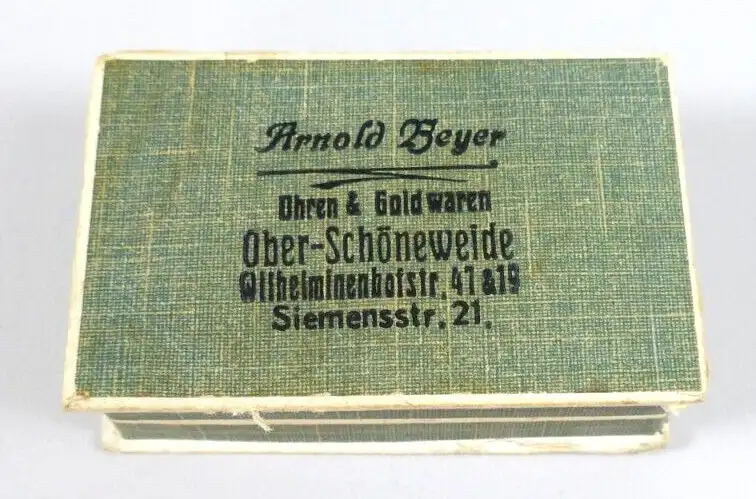 Arnold Beyer
Uhren & Goldwaren
Ober-Schöneweide
Wilhelminenhofstr. 47 & 19
Siemensstr. 21.